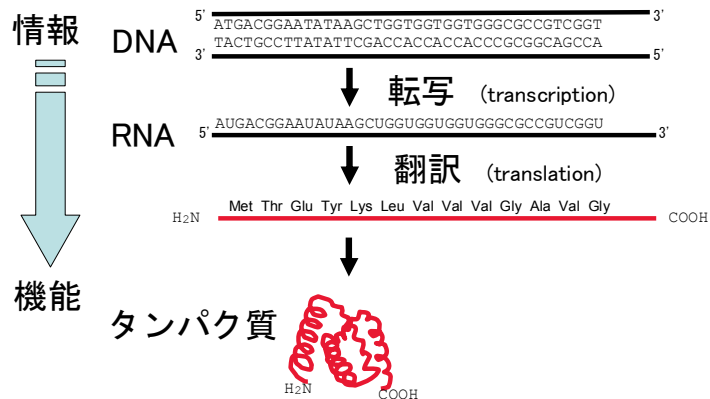 情報
DNA
5' 3'
ATGACGGAATATAAGCTGGTGGTGGTGGGCGCCGTCGGT
TACTGCCTTATATTCGACCACCACCACCCGCGGCAGCCA
3' 5'
転写 (transcription)
RNA
5' AUGACGGAAUAUAAGCUGGUGGUGGUGGGCGCCGUCGGU 3'
翻訳 (translation)
Met Thr Glu Tyr Lys Leu Val Val Val Gly Ala Val Gly
H₂N COOH
機能
タンパク質
H₂N COOH